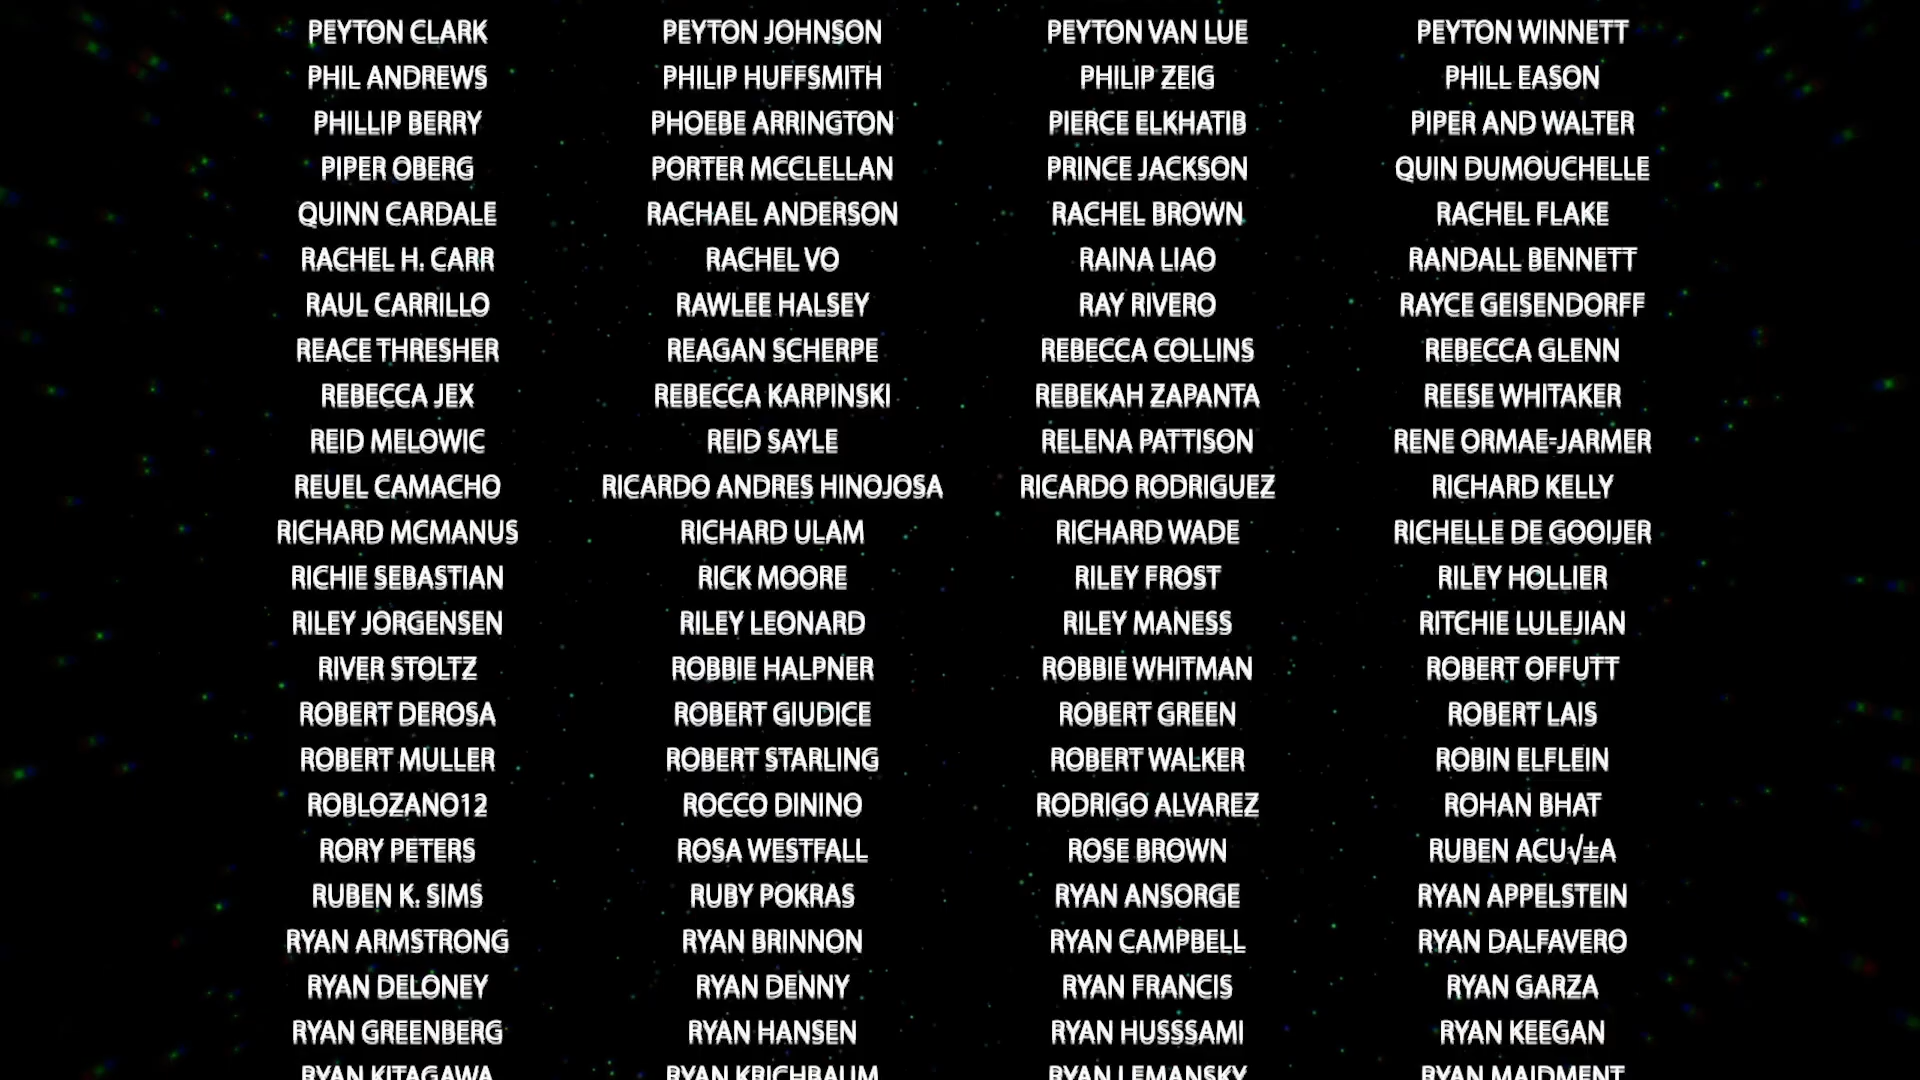 PEYTON CLARK PEYTON JOHNSON PEYTON VAN LUE PEYTON WINNETT
PHIL ANDREWS PHILIP HUFFSMITH PHILIP ZEIG PHILL EASON
PHILLIP BERRY PHOEBE ARRINGTON PIERCE ELKHATIB PIPER AND WALTER
PIPER OBERG PORTER MCCLELLAN PRINCE JACKSON QUIN DUMOUCHELLE
QUINN CARDALE RACHAEL ANDERSON RACHEL BROWN RACHEL FLAKE
RACHEL H. CARR RACHEL VO RAINA LIAO RANDALL BENNETT
RAUL CARRILLO RAWLEE HALSEY RAY RIVERO RAYCE GEISENDORFF
REACE THRESHER REAGAN SCHERPE REBECCA COLLINS REBECCA GLENN
REBECCA JEX REBECCA KARPINSKI REBEKAH ZAPANTA REESE WHITAKER
REID MELOWIC REID SAYLE RELENA PATTISON RENE ORMAE-JARMER
REUEL CAMACHO RICARDO ANDRES HINOJOSA RICARDO RODRIGUEZ RICHARD KELLY
RICHARD MCMANUS RICHARD ULAM RICHARD WADE RICHELLE DE GOOIJER
RICHIE SEBASTIAN RICK MOORE RILEY FROST RILEY HOLLIER
RILEY JORGENSEN RILEY LEONARD RILEY MANESS RITCHIE LULEJIAN
RIVER STOLTZ ROBBIE HALPNER ROBBIE WHITMAN ROBERT OFFUTT
ROBERT DEROSA ROBERT GIUDICE ROBERT GREEN ROBERT LAIS
ROBERT MULLER ROBERT STARLING ROBERT WALKER ROBIN ELFLEIN
ROBLOZANO12 ROCCO DININO RODRIGO ALVAREZ ROHAN BHAT
RORY PETERS ROSA WESTFALL ROSE BROWN RUBEN ACU√±A
RUBEN K. SIMS RUBY POKRAS RYAN ANSORGE RYAN APPELSTEIN
RYAN ARMSTRONG RYAN BRINNON RYAN CAMPBELL RYAN DALFAVERO
RYAN DELONEY RYAN DENNY RYAN FRANCIS RYAN GARZA
RYAN GREENBERG RYAN HANSEN RYAN HUSSSAMI RYAN KEEGAN
RYAN KITAGAWA RYAN KRICHBAUM RYAN LEMANSKY RYAN MAIDMENT